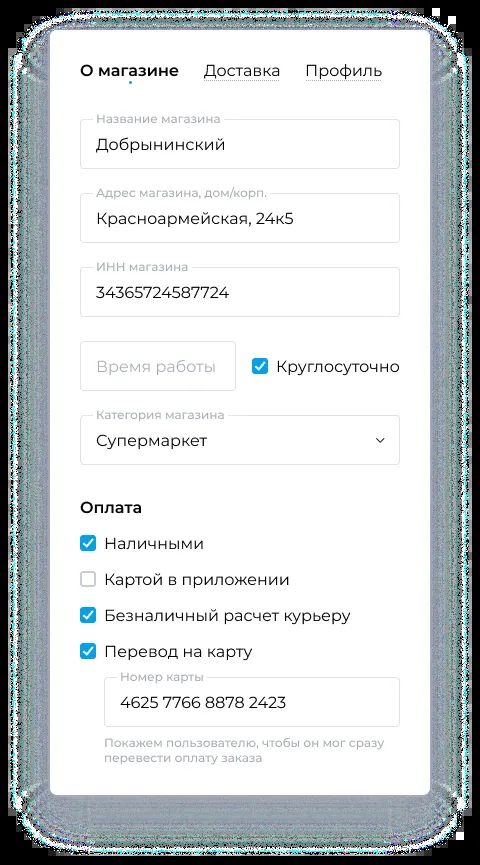 О магазине Доставка Профиль
Название магазина
Добрынинский
Адрес магазина, дом/корп.
Красноармейская, 24к5
ИНН магазина
34365724587724
Время работы Круглосуточно
Категория магазина
Супермаркет
Оплата
Наличными
Картой в приложении
Безналичный расчет курьеру
Перевод на карту
Номер карты
4625 7766 8878 2423
Покажем пользователю, чтобы он мог сразу
перевести оплату заказа